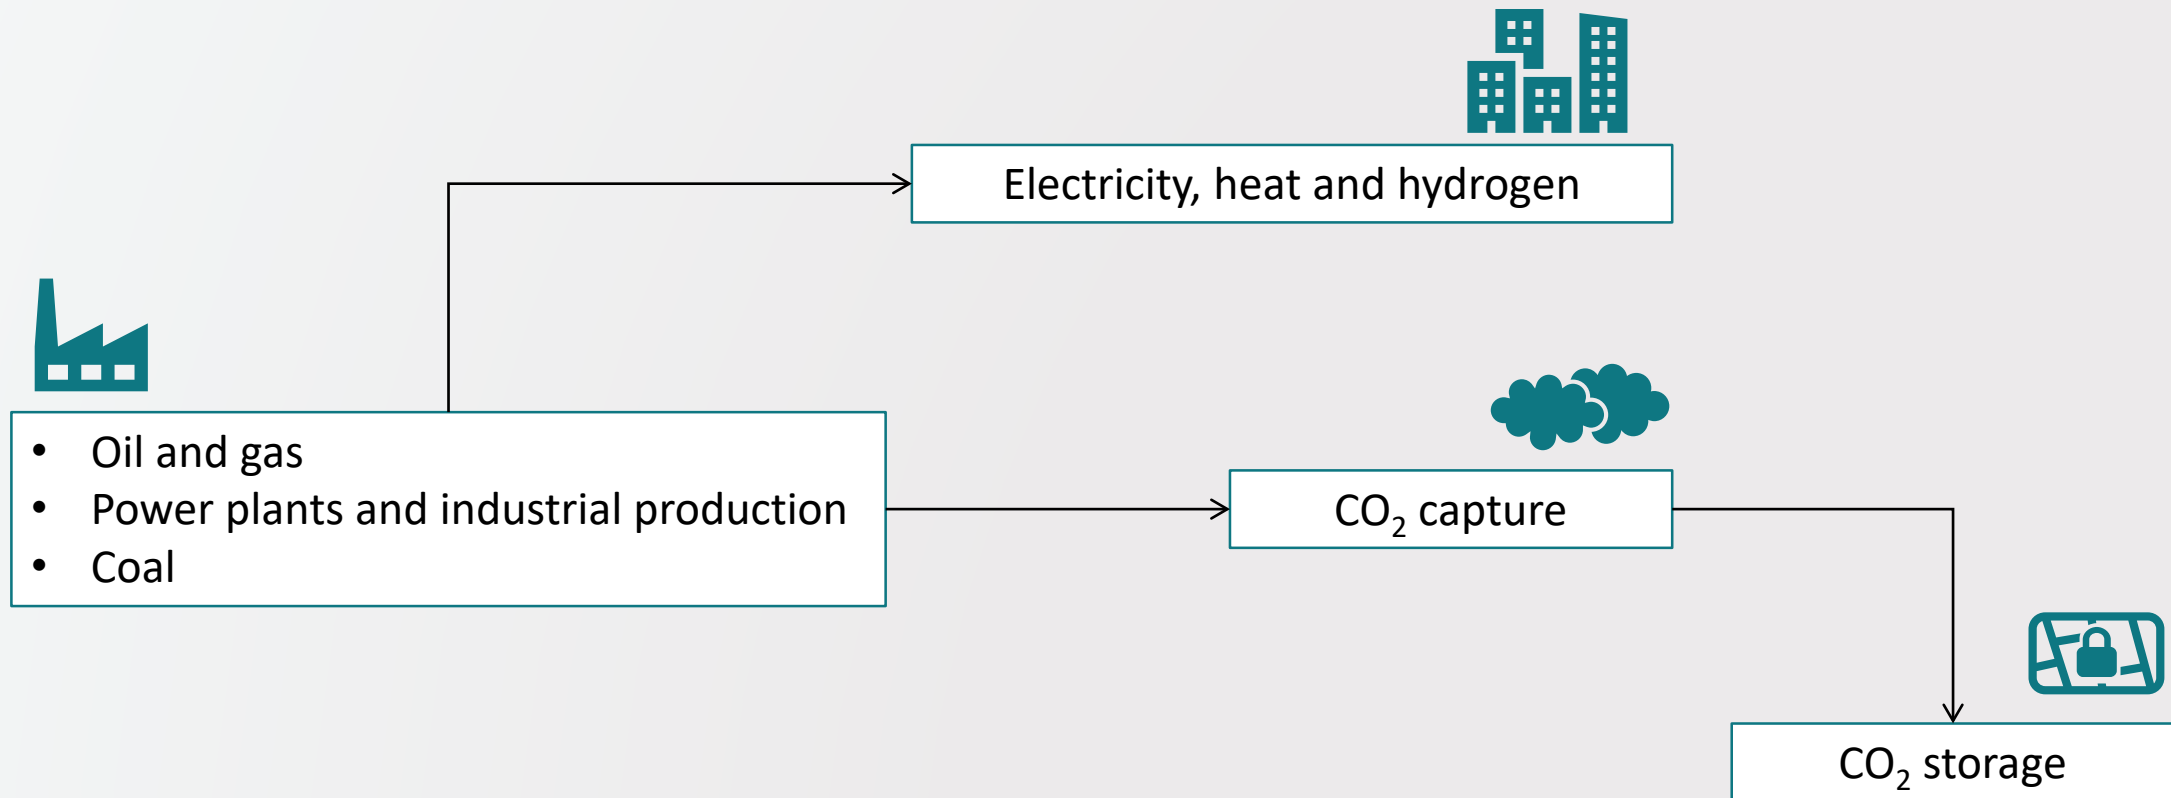 Electricity, heat and hydrogen
• Oil and gas
• Power plants and industrial production
• Coal
CO₂ capture
CO₂ storage